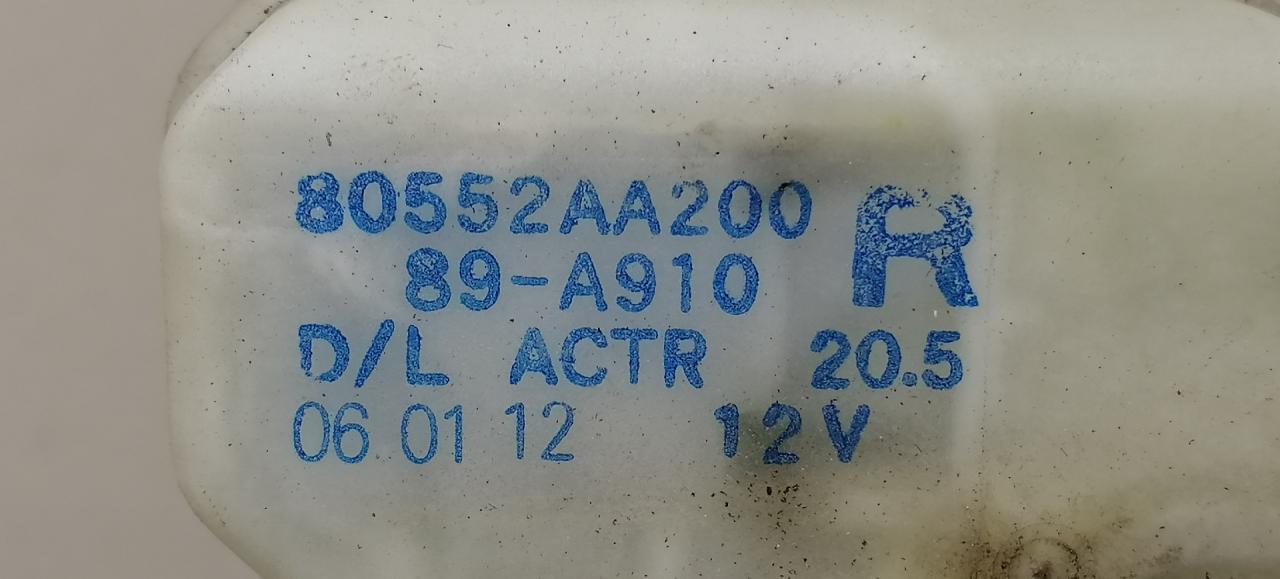 80552AA200 R
89-A910
D/L ACTR 20.5
06 01 12 12V